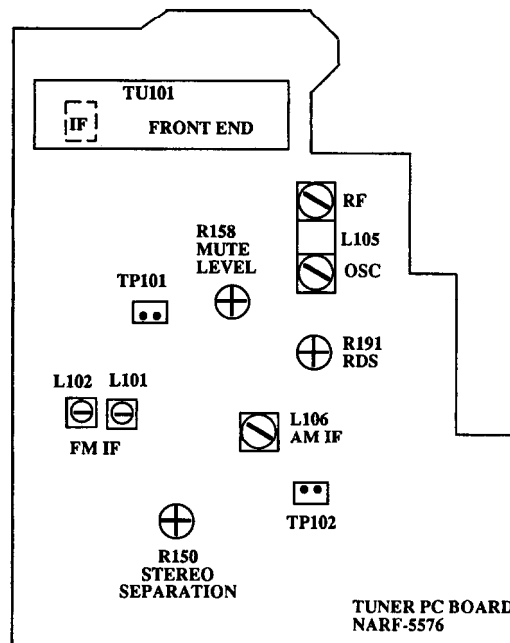 TU101
IF
FRONT END
RF
R158
MUTE
LEVEL
L105
TP101
OSC
R191
RDS
L102 L101
L106
AM IF
FM IF
TP102
R150
STEREO
SEPARATION
TUNER PC BOARD
NARF-5576